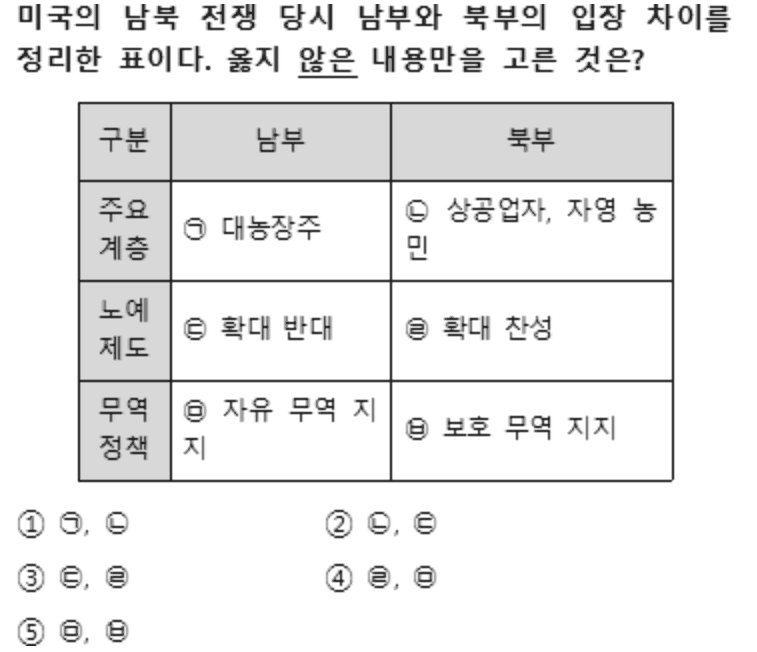 미국의 남북 전쟁 당시 남부와 북부의 입장 차이를
정리한 표이다. 옳지 않은 내용만을 고른 것은?
구분 남부 북부
주요 계층 ㉠ 대농장주 ㉡ 상공업자, 자영 농민
노예 제도 ㉢ 확대 반대 ㉣ 확대 찬성
무역 정책 ㉤ 자유 무역 지지 ㉥ 보호 무역 지지
① ㉠, ㉡ ② ㉡, ㉢
③ ㉢, ㉣ ④ ㉣, ㉤
⑤ ㉤, ㉥